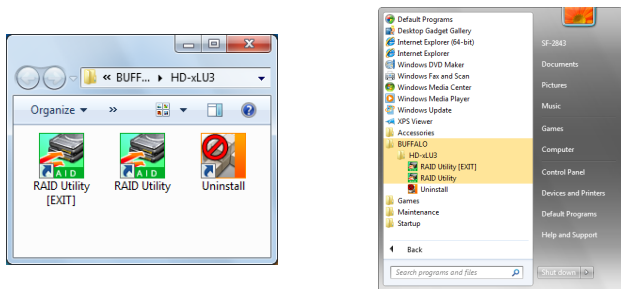 « BUFF... ▸ HD-xLU3
Organize »
RAID Utility
[EXIT]
RAID Utility
Uninstall
Default Programs
Desktop Gadget Gallery
Internet Explorer (64-bit)
Internet Explorer
Windows DVD Maker
Windows Fax and Scan
Windows Media Center
Windows Media Player
Windows Update
XPS Viewer
Accessories
BUFFALO
HD-xLU3
RAID Utility [EXIT]
RAID Utility
Uninstall
Games
Maintenance
Startup
Back
Search programs and files
SF-2843
Documents
Pictures
Music
Games
Computer
Control Panel
Devices and Printers
Default Programs
Help and Support
Shut down